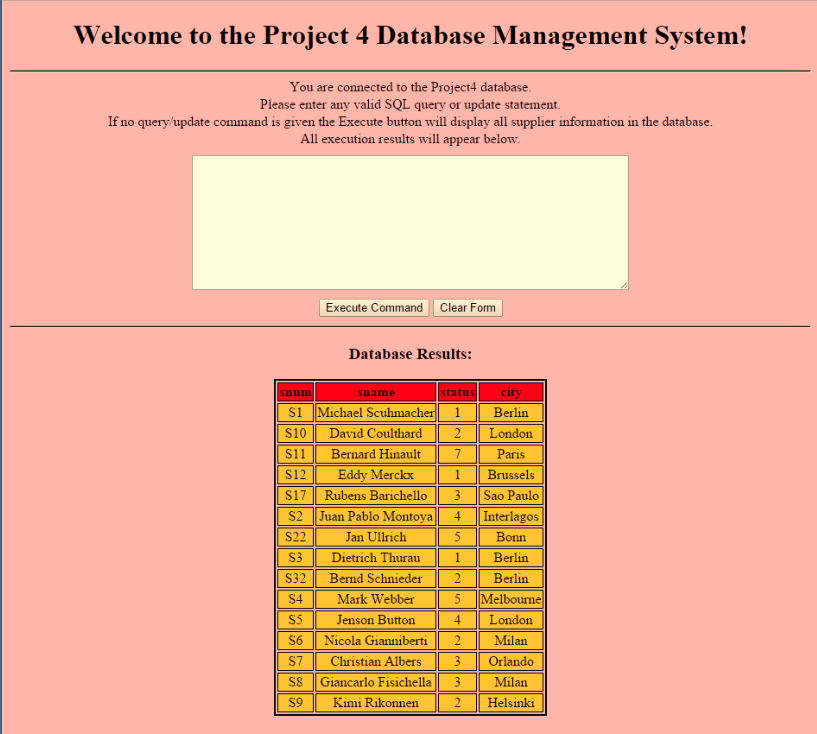 Welcome to the Project 4 Database Management System!
You are connected to the Project4 database.
Please enter any valid SQL query or update statement.
If no query/update command is given the Execute button will display all supplier information in the database.
All execution results will appear below.
Execute Command Clear Form
Database Results:
snum sname status city
S1 Michael Scuhmacher 1 Berlin
S10 David Coulthard 2 London
S11 Bernard Hinault 7 Paris
S12 Eddy Merckx 1 Brussels
S17 Rubens Barichello 3 Sao Paulo
S2 Juan Pablo Montoya 4 Interlagos
S22 Jan Ullrich 5 Bonn
S3 Dietrich Thurau 1 Berlin
S32 Bernd Schnieder 2 Berlin
S4 Mark Webber 5 Melbourne
S5 Jenson Button 4 London
S6 Nicola Gianniberti 2 Milan
S7 Christian Albers 3 Orlando
S8 Giancarlo Fisichella 3 Milan
S9 Kimi Rikonnen 2 Helsinki